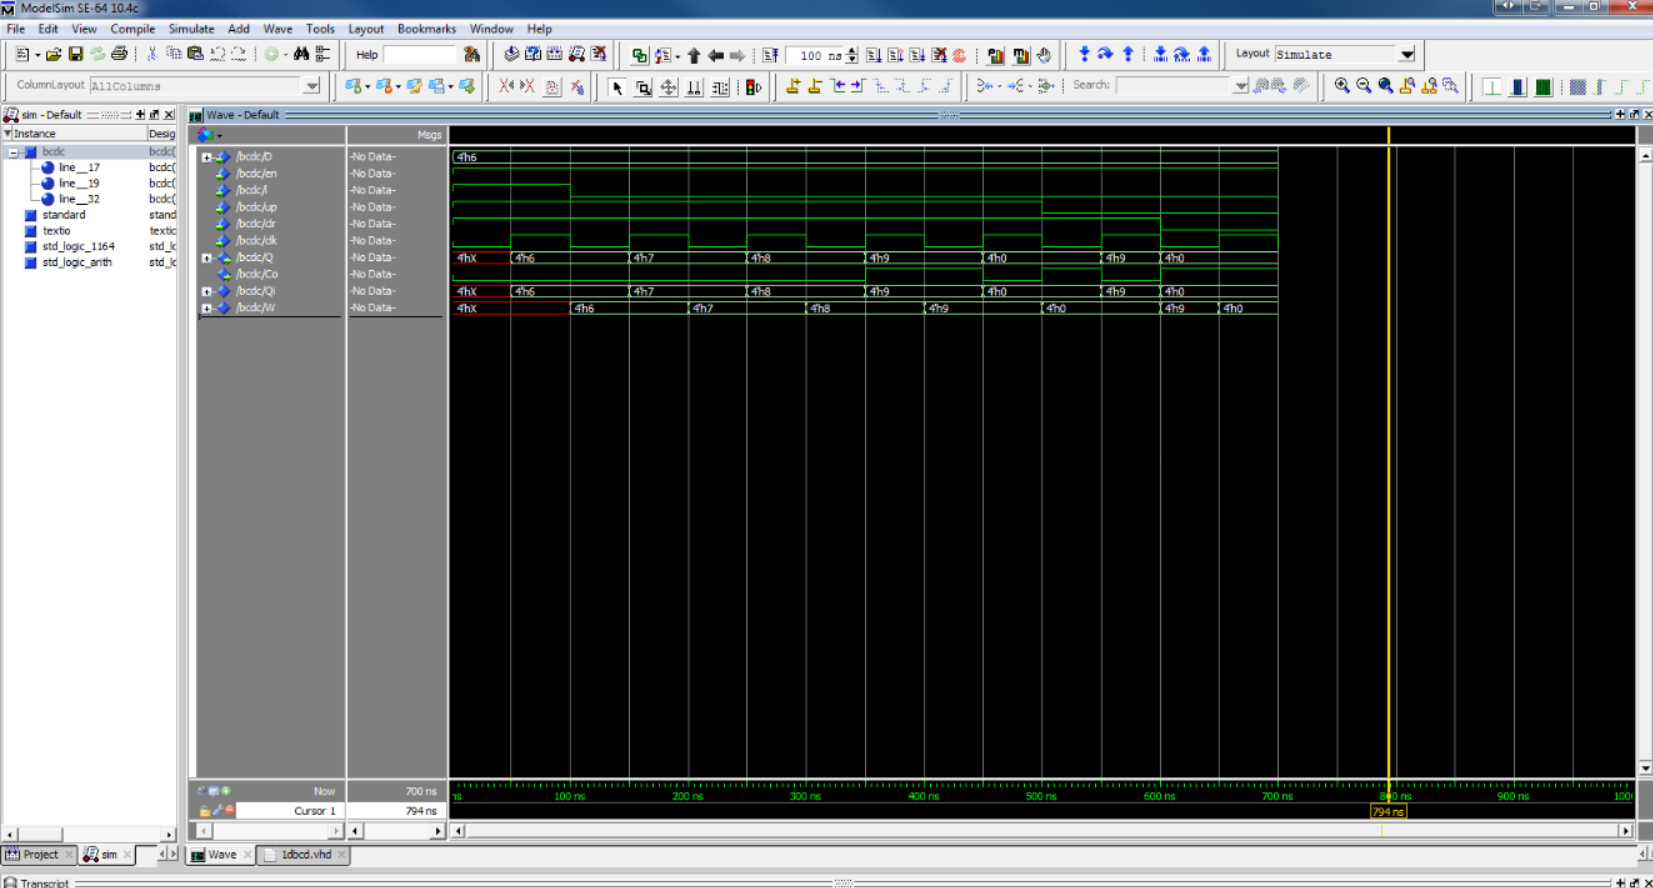 ModelSim SE-64 10.4c
File Edit View Compile Simulate Add Wave Tools Layout Bookmarks Window Help
Help 100 ns Layout Simulate
ColumnLayout AllColumns Search:
sim - Default
Wave - Default
Instance Desig
Msgs
bcdc bcdc(
line__17 bcdc(
line__19 bcdc(
line__32 bcdc(
standard stand
textio textic
std_logic_1164 std_lc
std_logic_arith std_lc
/bcdc/D -No Data- 4'h6
/bcdc/en -No Data-
/bcdc/l -No Data-
/bcdc/up -No Data-
/bcdc/clr -No Data-
/bcdc/clk -No Data-
/bcdc/Q -No Data- 4'hX 4'h6 4'h7 4'h8 4'h9 4'h0 4'h9 4'h0
/bcdc/Co -No Data-
/bcdc/Qi -No Data- 4'hX 4'h6 4'h7 4'h8 4'h9 4'h0 4'h9 4'h0
/bcdc/W -No Data- 4'hX 4'h6 4'h7 4'h8 4'h9 4'h0 4'h9 4'h0
Now 700 ns
ns 100 ns 200 ns 300 ns 400 ns 500 ns 600 ns 700 ns 800 ns 900 ns 100
Cursor 1 794 ns
794 ns
Project sim Wave 1dbcd.vhd
Transcript